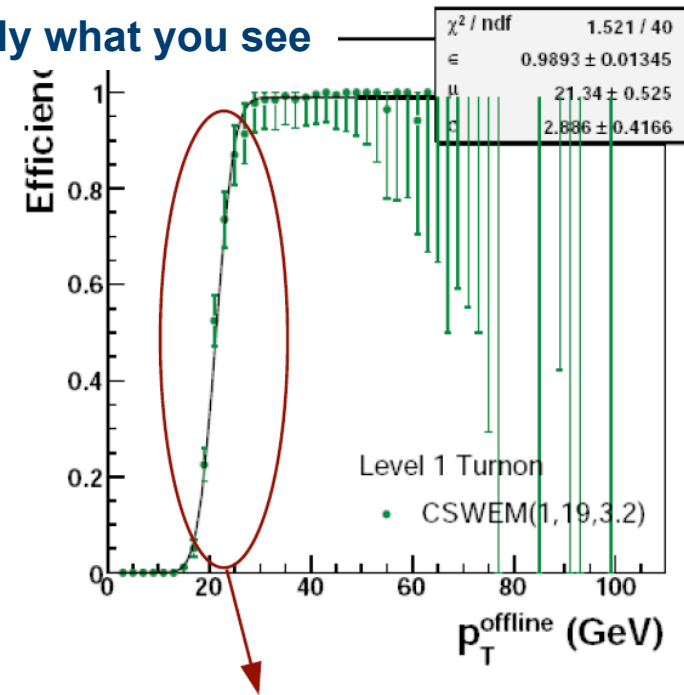 ly what you see
χ² / ndf 1.521 / 40
ϵ 0.9893 ± 0.01345
μ 21.34 ± 0.525
2.886 ± 0.4166
Efficienc
1
0.8
0.6
0.4
0.2
0
Level 1 Turnon
CSWEM(1,19,3.2)
20 40 60 80 100
p_T^offline (GeV)